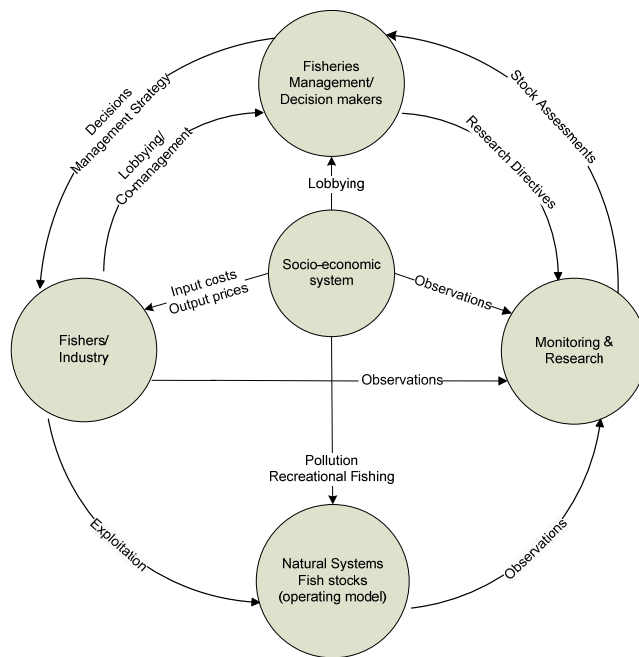 Fisheries
Management/
Decision makers
Decisions
Management Strategy
Lobbying/
Co-management
Stock Assessments
Research Directives
Lobbying
Socio-economic
system
Input costs
Output prices
Observations
Fishers/
Industry
Monitoring &
Research
Observations
Pollution
Recreational Fishing
Exploitation
Observations
Natural Systems
Fish stocks
(operating model)